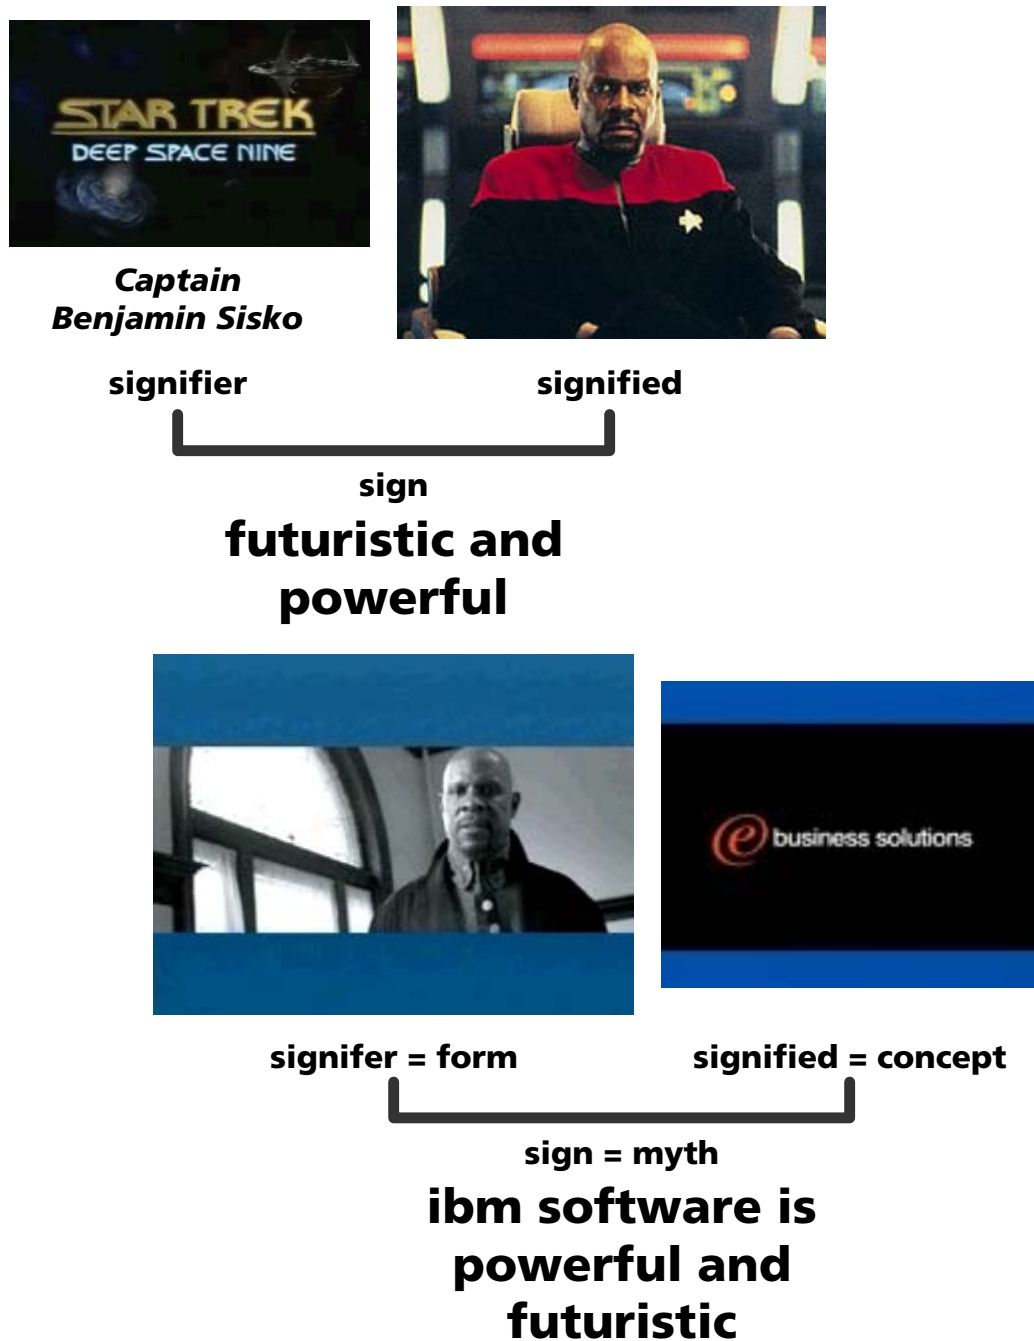 STAR TREK
DEEP SPACE NINE
Captain
Benjamin Sisko
signifier
signified
sign
futuristic and
powerful
e business solutions
signifer = form
signified = concept
sign = myth
ibm software is
powerful and
futuristic